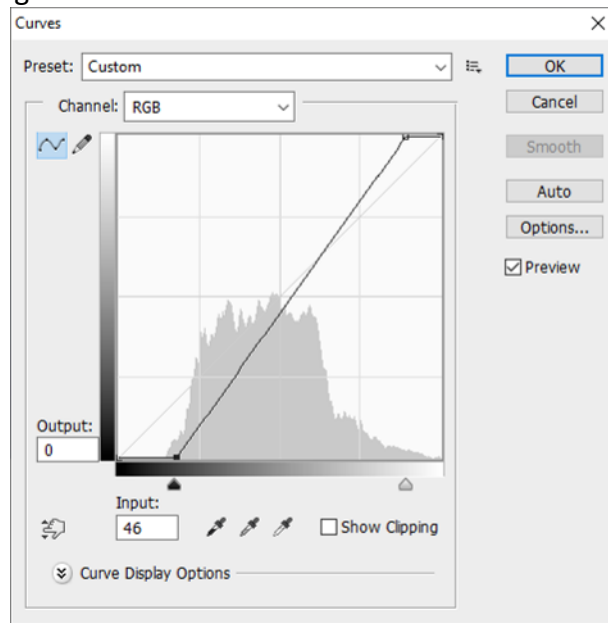 Curves
Preset: Custom
OK
Channel: RGB
Cancel
Smooth
Auto
Options...
Preview
Output:
0
Input:
46
Show Clipping
Curve Display Options